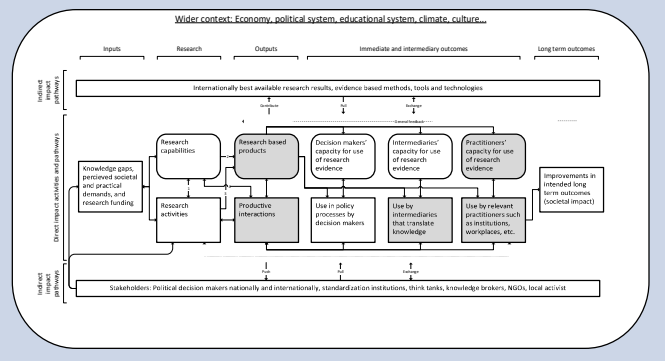 Wider context: Economy, political system, educational system, climate, culture...
Inputs
Research
Outputs
Immediate and intermediary outcomes
Long term outcomes
Indirect
impact
pathways
Internationally best available research results, evidence based methods, tools and technologies
Contribute
Pull
Exchange
General feedback
Direct impact activities and pathways
Knowledge gaps,
percieved societal
and practical
demands, and
research funding
Research
capabilities
Research based
products
Decision makers'
capacity for use
of research
evidence
Intermediaries'
capacity for use
of research
evidence
Practitioners'
capacity for use
of research
evidence
Research
activities
Productive
interactions
Use in policy
processes by
decision makers
Use by
intermediaries
that translate
knowledge
Use by relevant
practitioners such
as institutions,
workplaces, etc.
Improvements in
intended long
term outcomes
(societal impact)
Push
Pull
Exchange
Indirect
impact
pathways
Stakeholders: Political decision makers nationally and internationally, standardization institutions, think tanks, knowledge brokers, NGOs, local activist